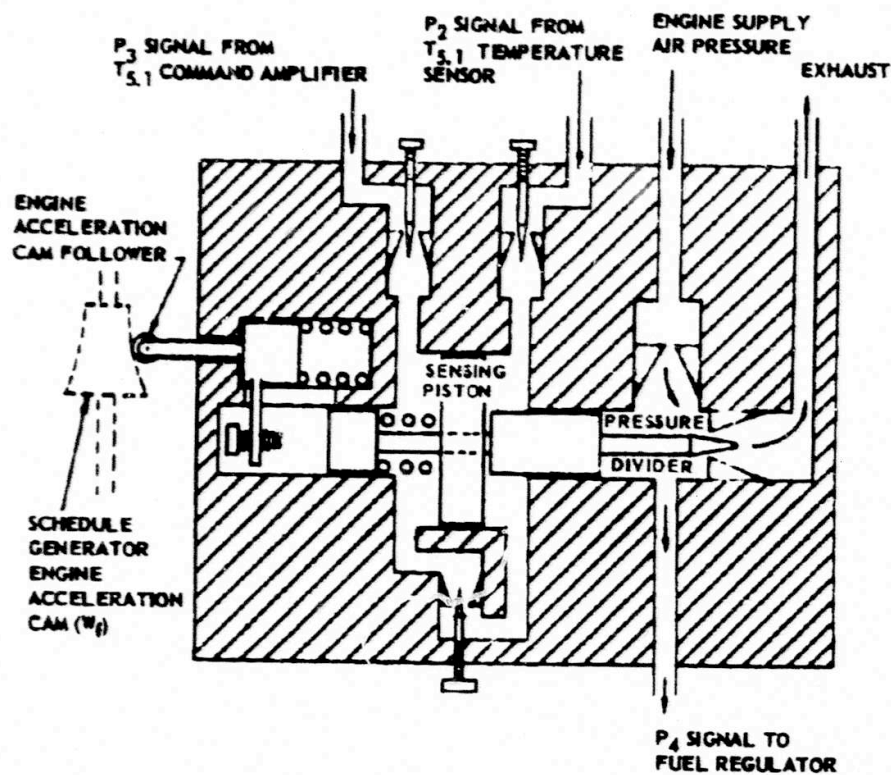 P3 SIGNAL FROM
T5.1 COMMAND AMPLIFIER
P2 SIGNAL FROM
T5.1 TEMPERATURE
SENSOR
ENGINE SUPPLY
AIR PRESSURE
EXHAUST
ENGINE
ACCELERATION
CAM FOLLOWER
SENSING
PISTON
PRESSURE
DIVIDER
SCHEDULE
GENERATOR
ENGINE
ACCELERATION
CAM (Wf)
P4 SIGNAL TO
FUEL REGULATOR